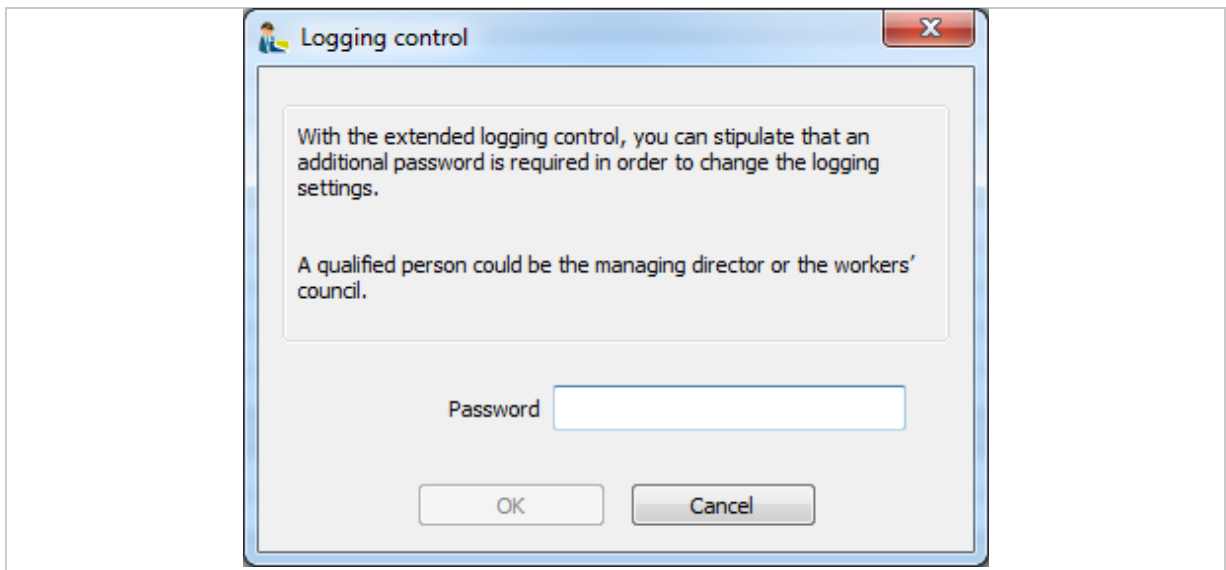 Logging control
With the extended logging control, you can stipulate that an
additional password is required in order to change the logging
settings.
A qualified person could be the managing director or the workers’
council.
Password
OK
Cancel